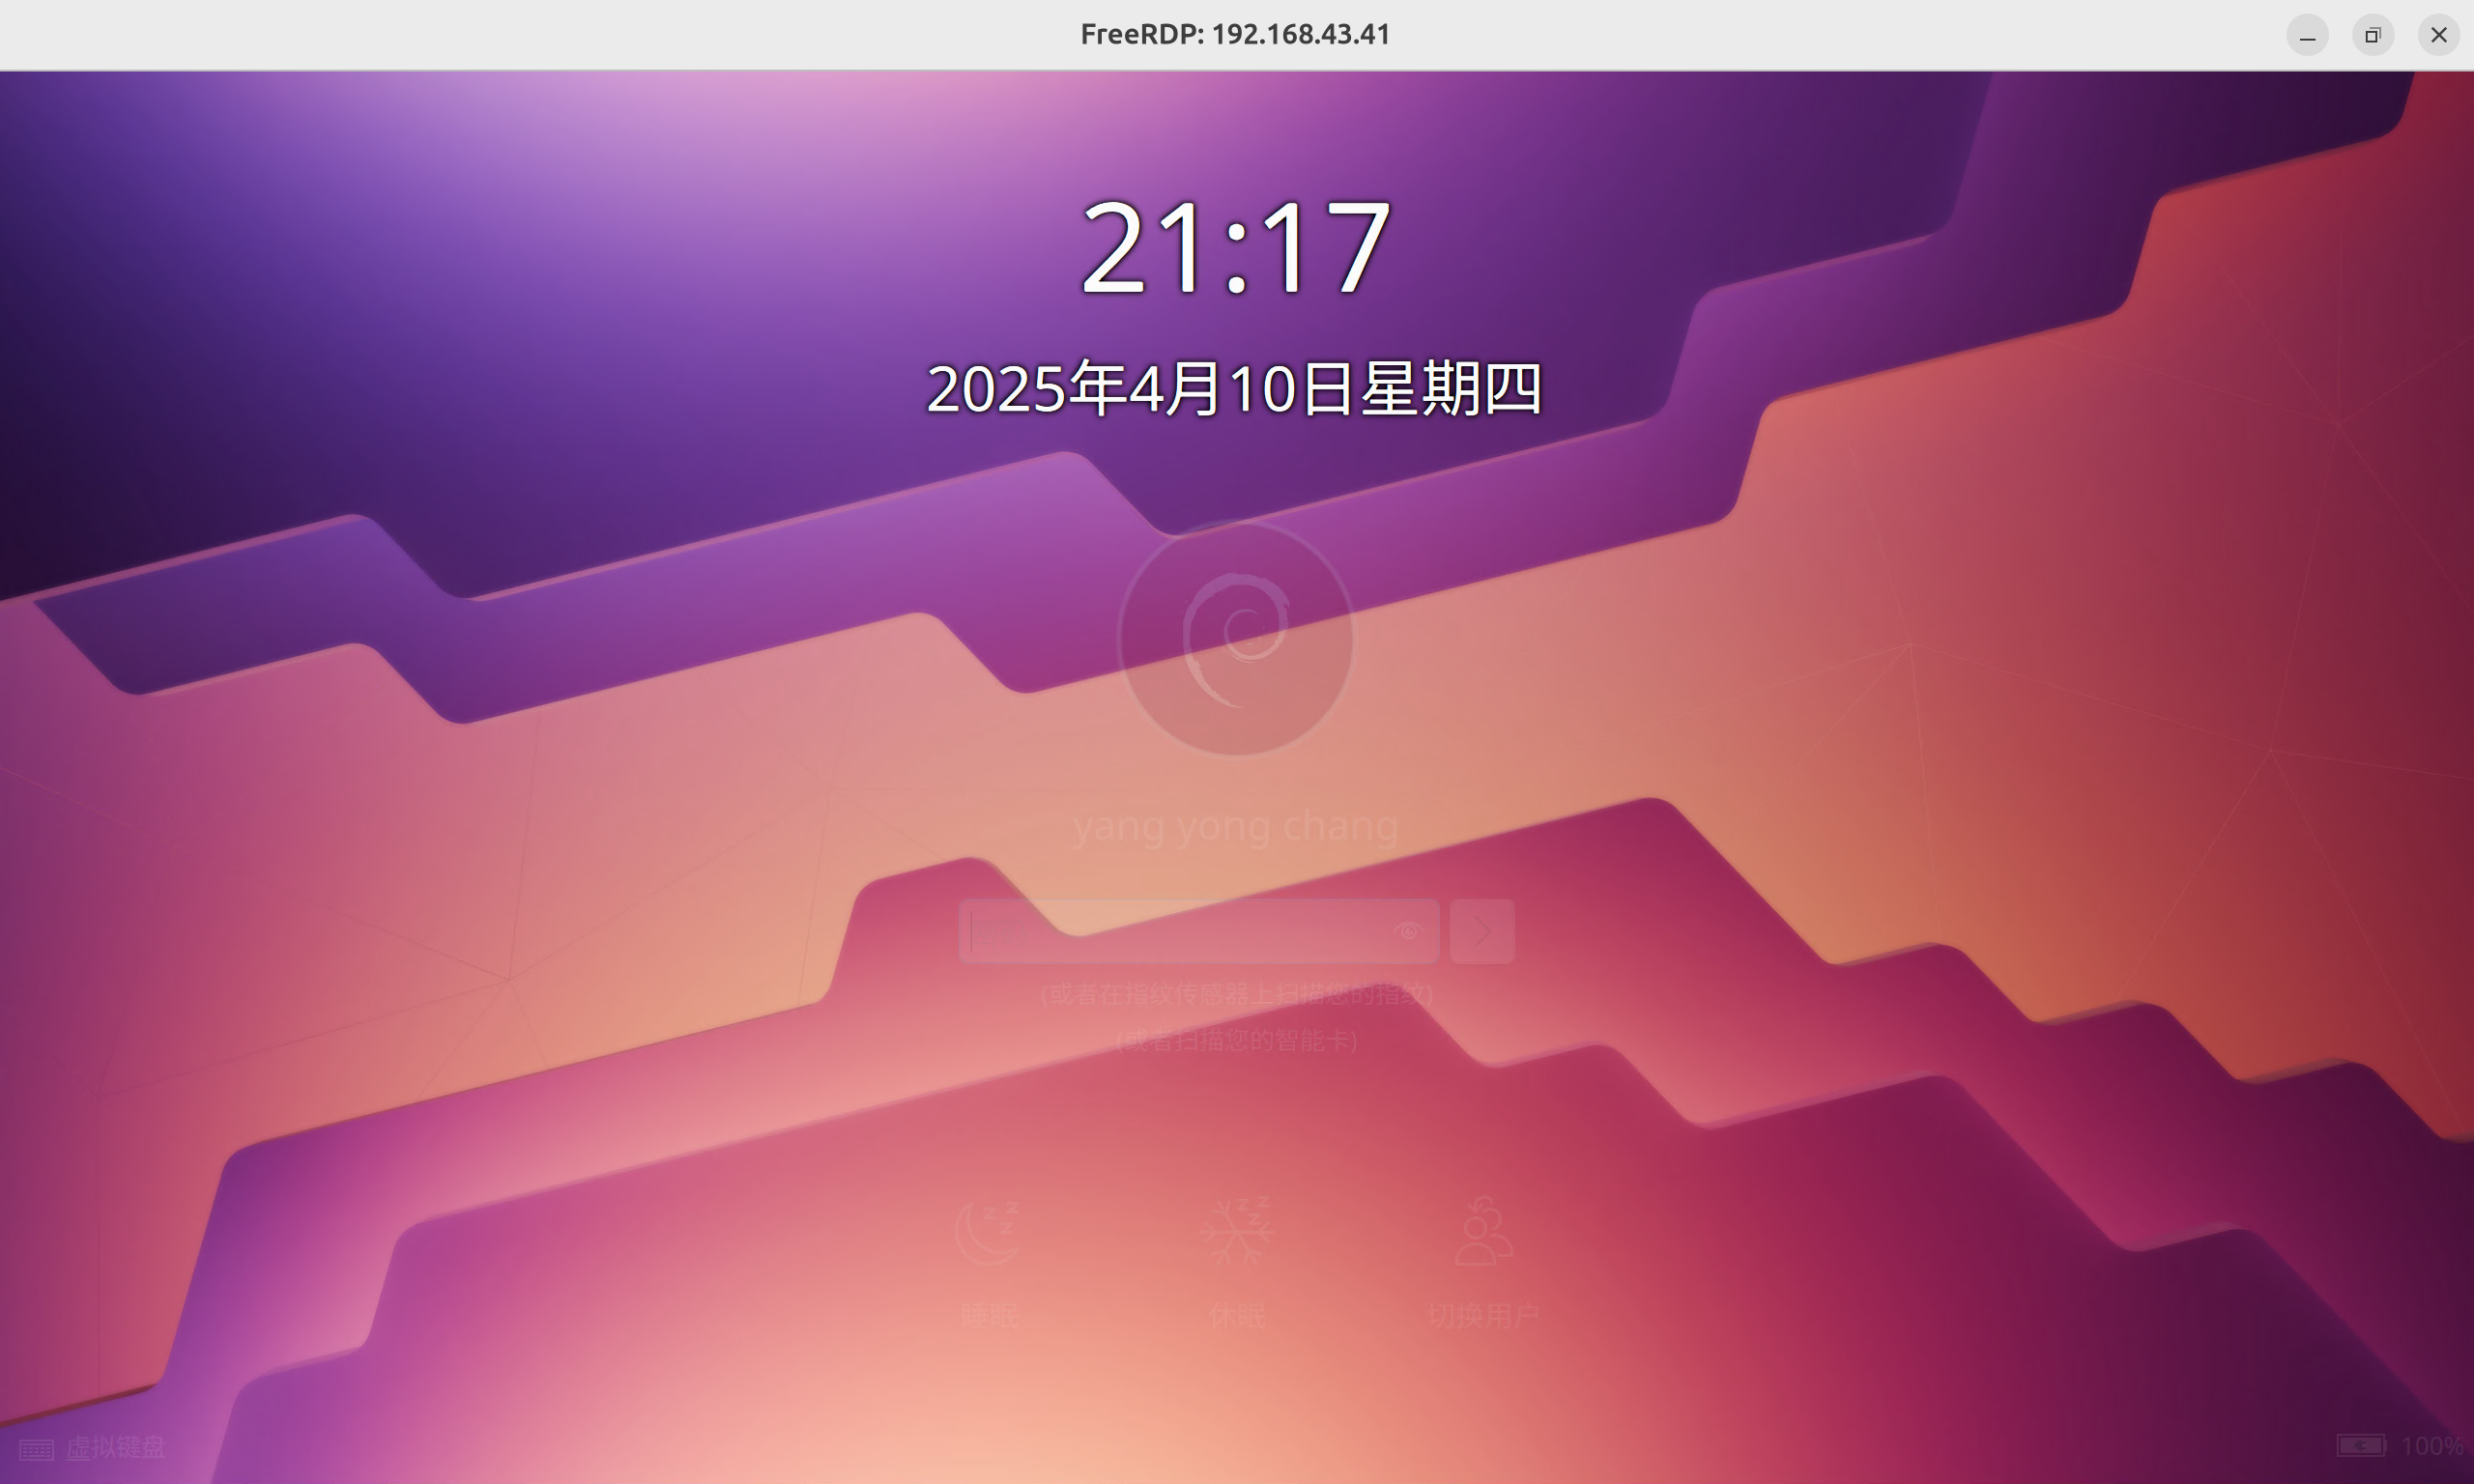 FreeRDP: 192.168.43.41
21:17
2025年4月10日星期四
yang yong chang
(或者在指纹传感器上扫描您的指纹)
(或者扫描您的智能卡)
睡眠
休眠
切换用户
虚拟键盘
100%